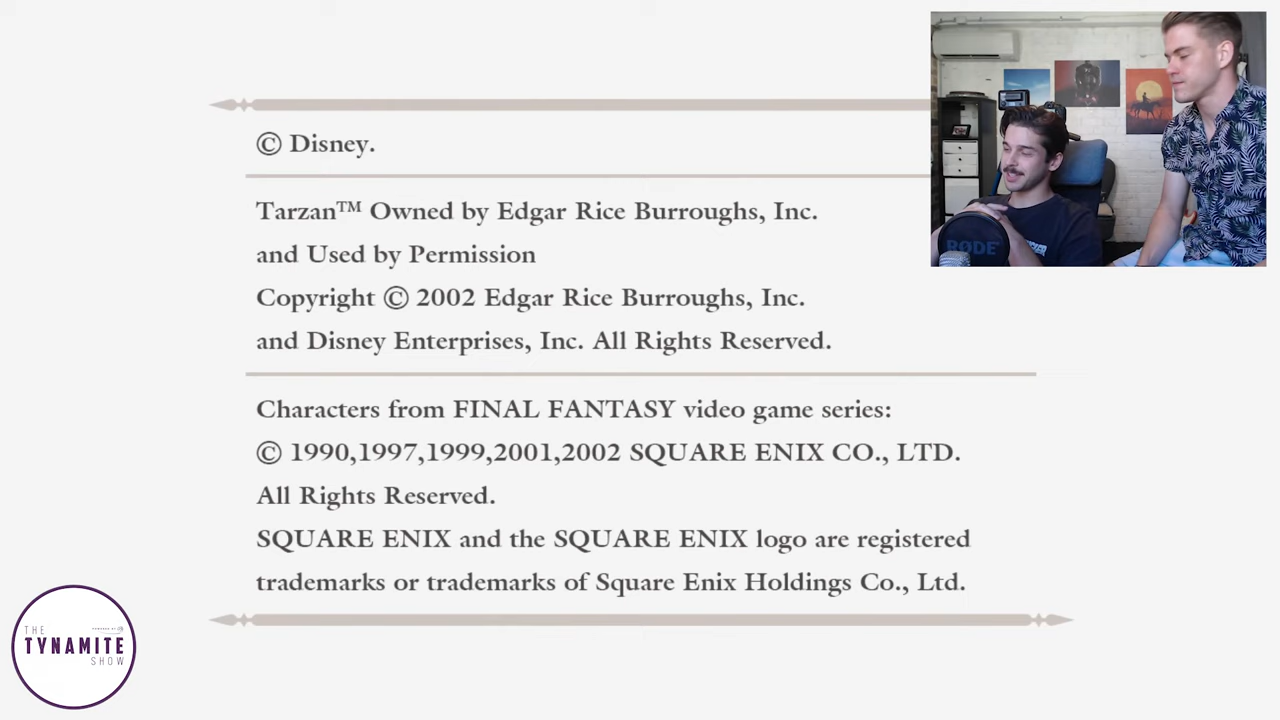 © Disney.
Tarzan™ Owned by Edgar Rice Burroughs, Inc.
and Used by Permission
Copyright © 2002 Edgar Rice Burroughs, Inc.
and Disney Enterprises, Inc. All Rights Reserved.
Characters from FINAL FANTASY video game series:
© 1990,1997,1999,2001,2002 SQUARE ENIX CO., LTD.
All Rights Reserved.
SQUARE ENIX and the SQUARE ENIX logo are registered
trademarks or trademarks of Square Enix Holdings Co., Ltd.
RØDE
THE
TYNAMITE
SHOW